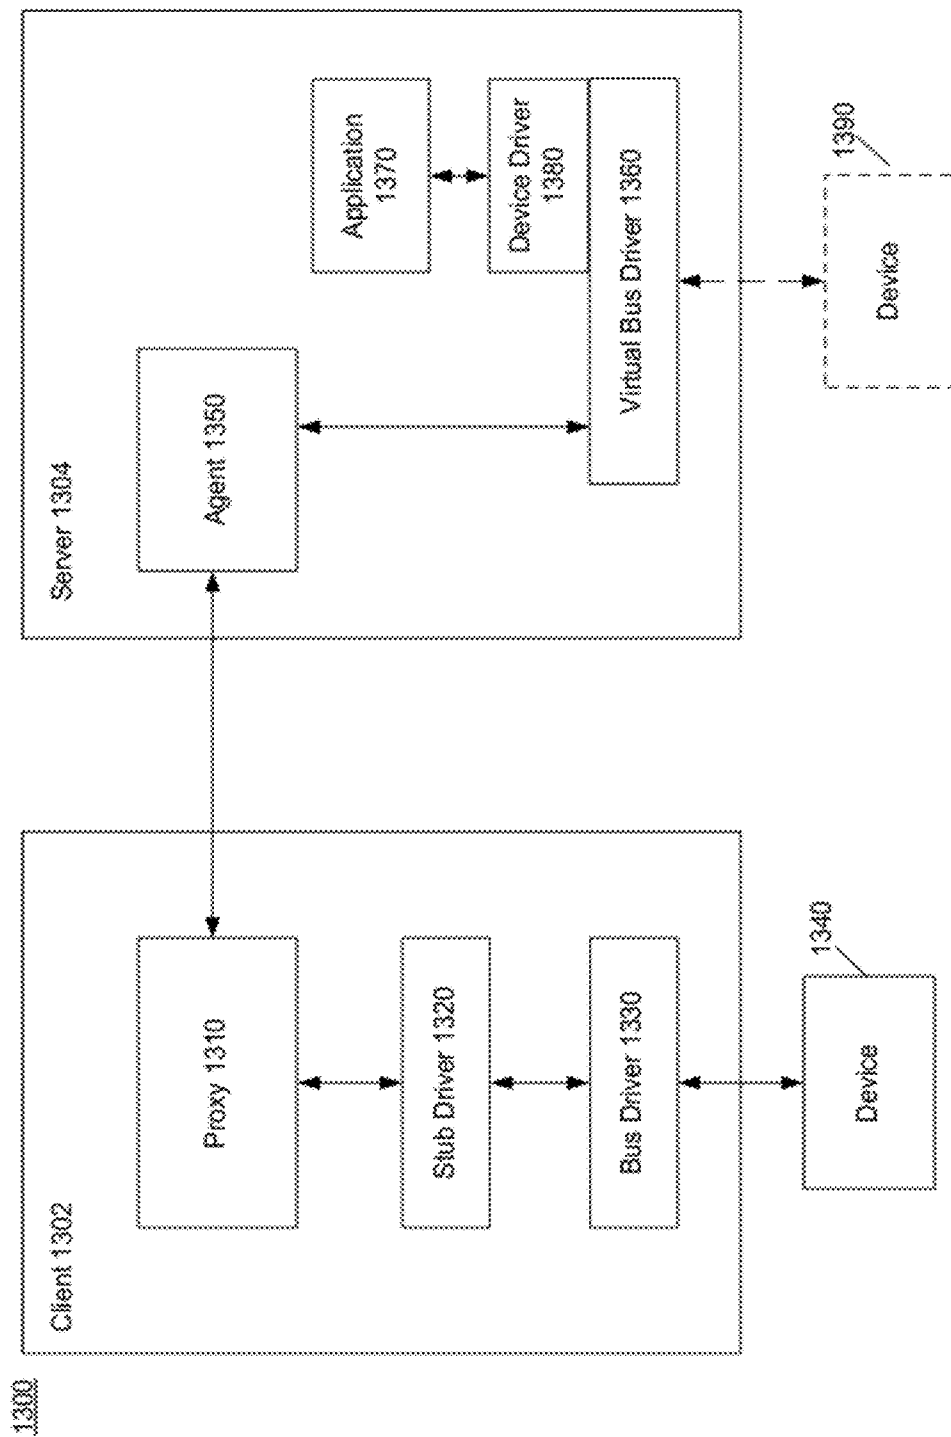 1300
Client 1302
Proxy 1310
Stub Driver 1320
Bus Driver 1330
Device
1340
Server 1304
Agent 1350
Application
1370
Device Driver
1380
Virtual Bus Driver 1360
Device
1390